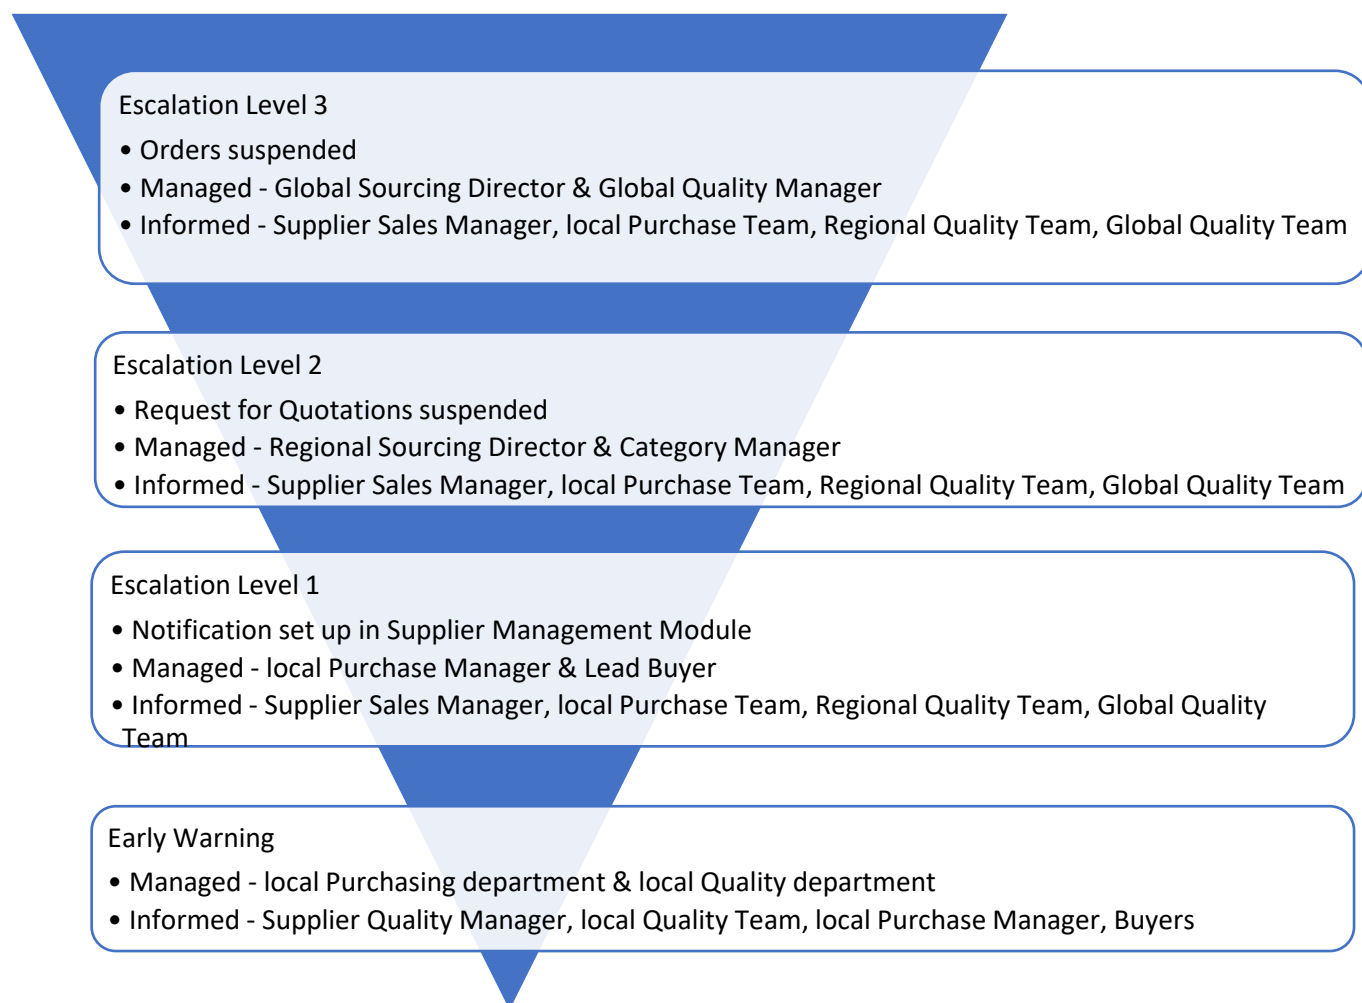 Escalation Level 3
• Orders suspended
• Managed - Global Sourcing Director & Global Quality Manager
• Informed - Supplier Sales Manager, local Purchase Team, Regional Quality Team, Global Quality Team
Escalation Level 2
• Request for Quotations suspended
• Managed - Regional Sourcing Director & Category Manager
• Informed - Supplier Sales Manager, local Purchase Team, Regional Quality Team, Global Quality Team
Escalation Level 1
• Notification set up in Supplier Management Module
• Managed - local Purchase Manager & Lead Buyer
• Informed - Supplier Sales Manager, local Purchase Team, Regional Quality Team, Global Quality
Team
Early Warning
• Managed - local Purchasing department & local Quality department
• Informed - Supplier Quality Manager, local Quality Team, local Purchase Manager, Buyers